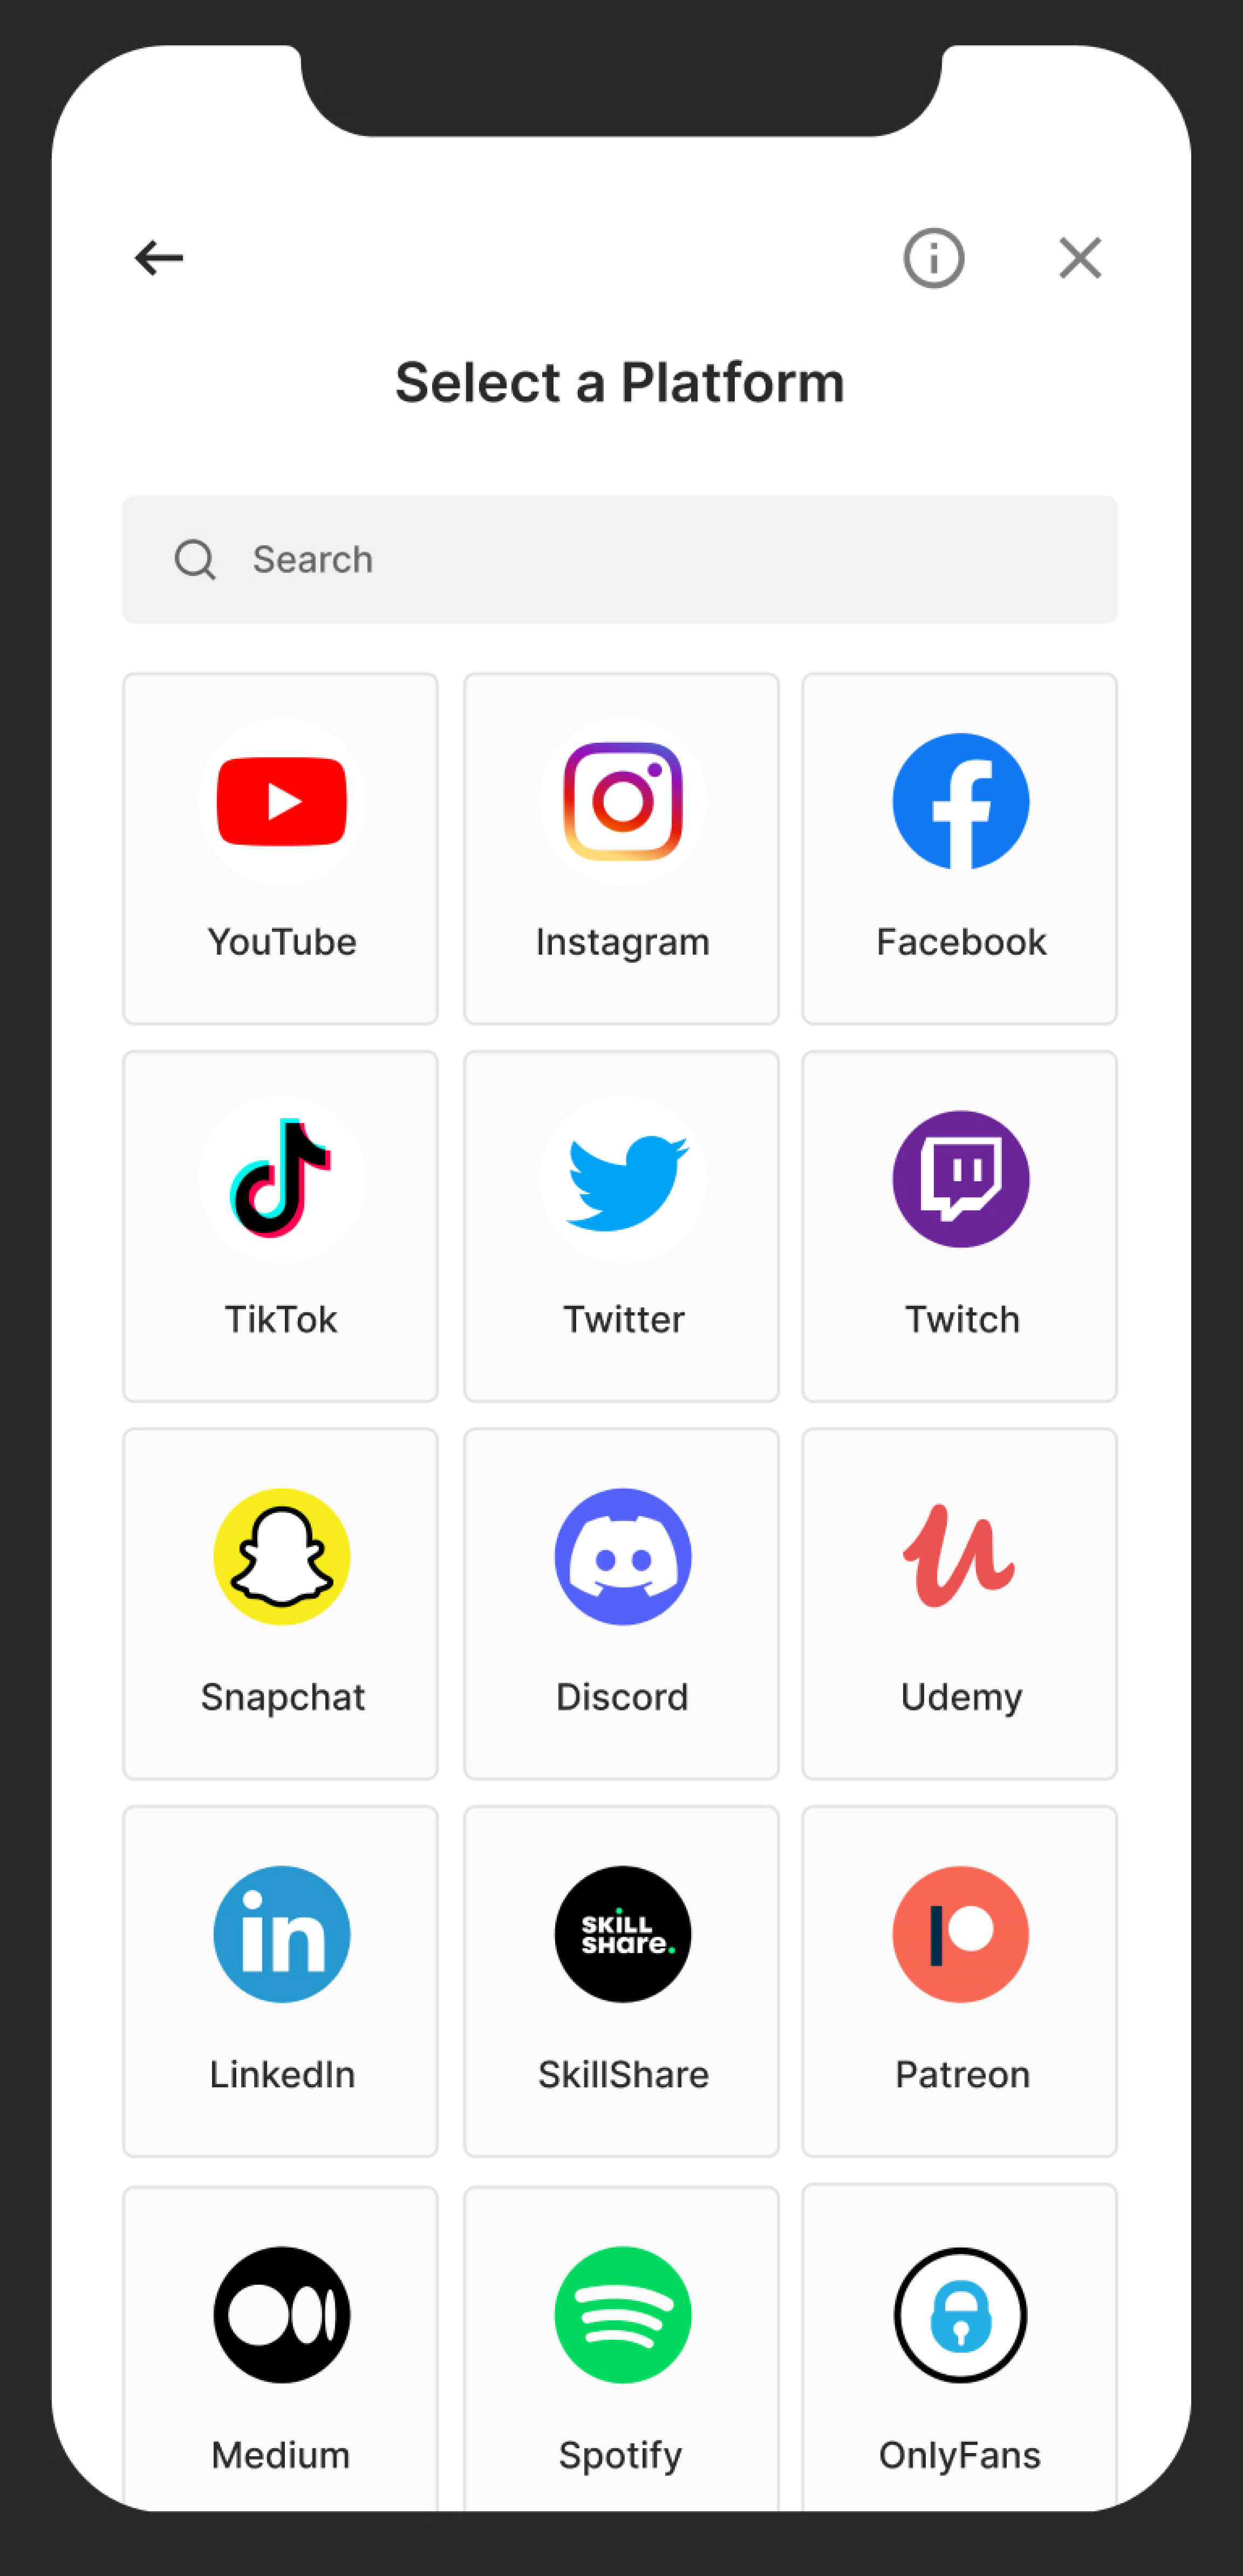 Select a Platform
Search
YouTube
Instagram
Facebook
TikTok
Twitter
Twitch
Snapchat
Discord
Udemy
in
SKILL
SHare.
LinkedIn
SkillShare
Patreon
Medium
Spotify
OnlyFans